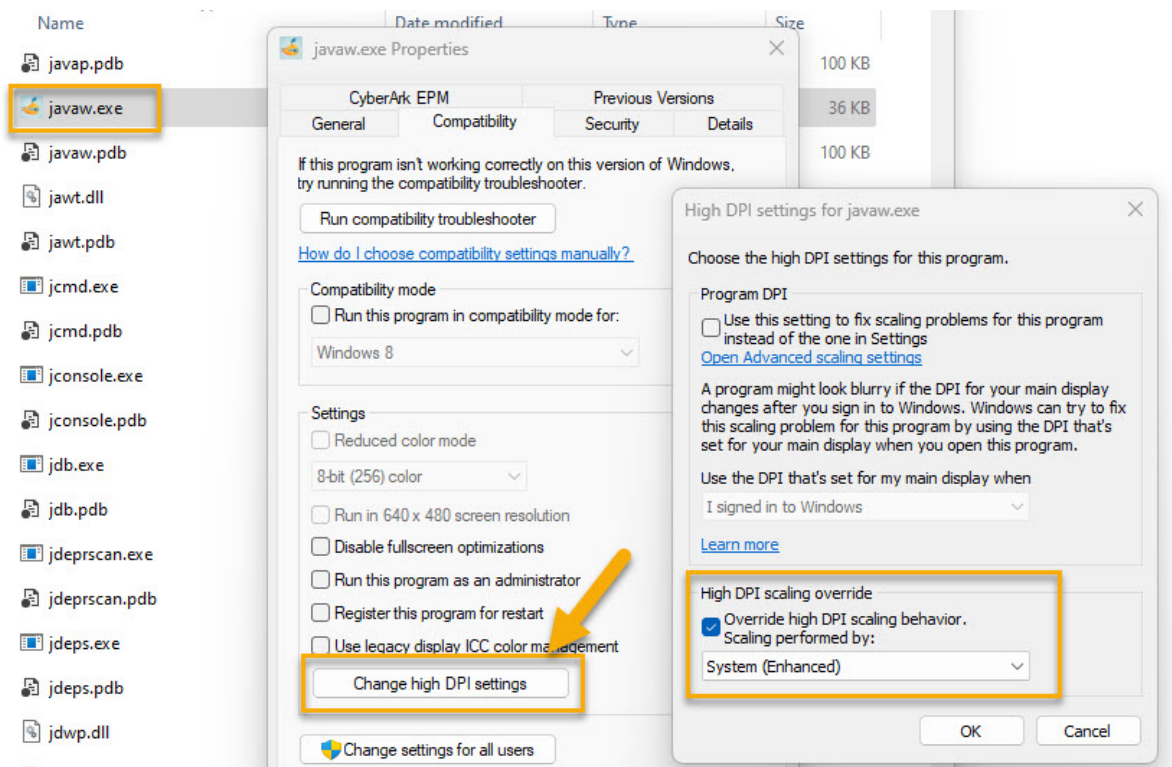 Name Date modified Type Size
javap.pdb 100 KB
javaw.exe 36 KB
javaw.pdb 100 KB
jawt.dll
jawt.pdb
jcmd.exe
jcmd.pdb
jconsole.exe
jconsole.pdb
jdb.exe
jdb.pdb
jdeprscan.exe
jdeprscan.pdb
jdeps.exe
jdeps.pdb
jdwp.dll
javaw.exe Properties
CyberArk EPM Previous Versions
General Compatibility Security Details
If this program isn't working correctly on this version of Windows,
try running the compatibility troubleshooter.
Run compatibility troubleshooter
How do I choose compatibility settings manually?
Compatibility mode
Run this program in compatibility mode for:
Windows 8
Settings
Reduced color mode
8-bit (256) color
Run in 640 x 480 screen resolution
Disable fullscreen optimizations
Run this program as an administrator
Register this program for restart
Use legacy display ICC color management
Change high DPI settings
Change settings for all users
High DPI settings for javaw.exe
Choose the high DPI settings for this program.
Program DPI
Use this setting to fix scaling problems for this program
instead of the one in Settings
Open Advanced scaling settings
A program might look blurry if the DPI for your main display
changes after you sign in to Windows. Windows can try to fix
this scaling problem for this program by using the DPI that's
set for your main display when you open this program.
Use the DPI that's set for my main display when
I signed in to Windows
Learn more
High DPI scaling override
Override high DPI scaling behavior.
Scaling performed by:
System (Enhanced)
OK Cancel